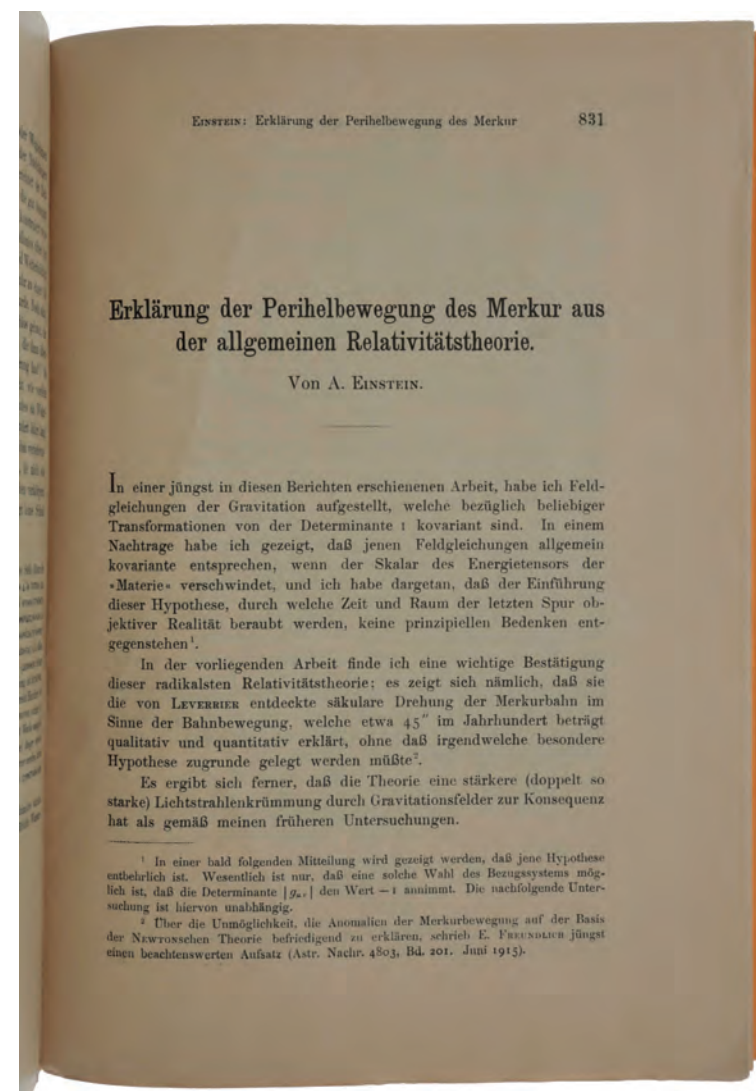 Einstein: Erklärung der Perihelbewegung des Merkur 831
Erklärung der Perihelbewegung des Merkur aus
der allgemeinen Relativitätstheorie.
Von A. Einstein.
In einer jüngst in diesen Berichten erschienenen Arbeit, habe ich Feld-
gleichungen der Gravitation aufgestellt, welche bezüglich beliebiger
Transformationen von der Determinante 1 kovariant sind. In einem
Nachtrage habe ich gezeigt, daß jenen Feldgleichungen allgemein
kovariante entsprechen, wenn der Skalar des Energietensors der
»Materie« verschwindet, und ich habe dargetan, daß der Einführung
dieser Hypothese, durch welche Zeit und Raum der letzten Spur ob-
jektiver Realität beraubt werden, keine prinzipiellen Bedenken ent-
gegenstehen¹.
In der vorliegenden Arbeit finde ich eine wichtige Bestätigung
dieser radikalsten Relativitätstheorie; es zeigt sich nämlich, daß sie
die von Leverrier entdeckte säkulare Drehung der Merkurbahn im
Sinne der Bahnbewegung, welche etwa 45″ im Jahrhundert beträgt
qualitativ und quantitativ erklärt, ohne daß irgendwelche besondere
Hypothese zugrunde gelegt werden müßte².
Es ergibt sich ferner, daß die Theorie eine stärkere (doppelt so
starke) Lichtstrahlenkrümmung durch Gravitationsfelder zur Konsequenz
hat als gemäß meinen früheren Untersuchungen.
¹ In einer bald folgenden Mitteilung wird gezeigt werden, daß jene Hypothese
entbehrlich ist. Wesentlich ist nur, daß eine solche Wahl des Bezugssystems mög-
lich ist, daß die Determinante |gμν| den Wert −1 annimmt. Die nachfolgende Unter-
suchung ist hiervon unabhängig.
² Über die Unmöglichkeit, die Anomalien der Merkurbewegung auf der Basis
der Newtonschen Theorie befriedigend zu erklären, schrieb E. Freundlich jüngst
einen beachtenswerten Aufsatz (Astr. Nachr. 4803, Bd. 201. Juni 1915).